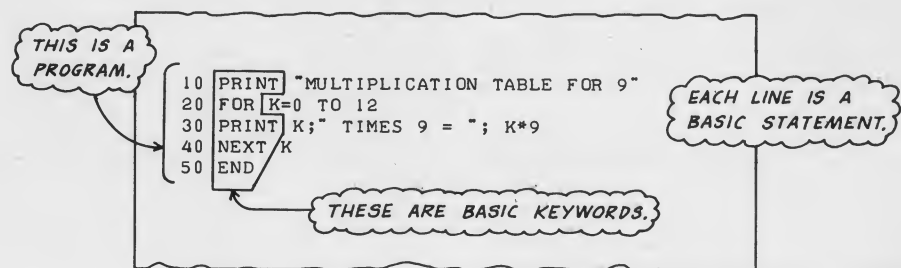 THIS IS A
PROGRAM.
10 PRINT "MULTIPLICATION TABLE FOR 9"
20 FOR K=0 TO 12
30 PRINT K;" TIMES 9 = "; K*9
40 NEXT K
50 END
EACH LINE IS A
BASIC STATEMENT.
THESE ARE BASIC KEYWORDS.